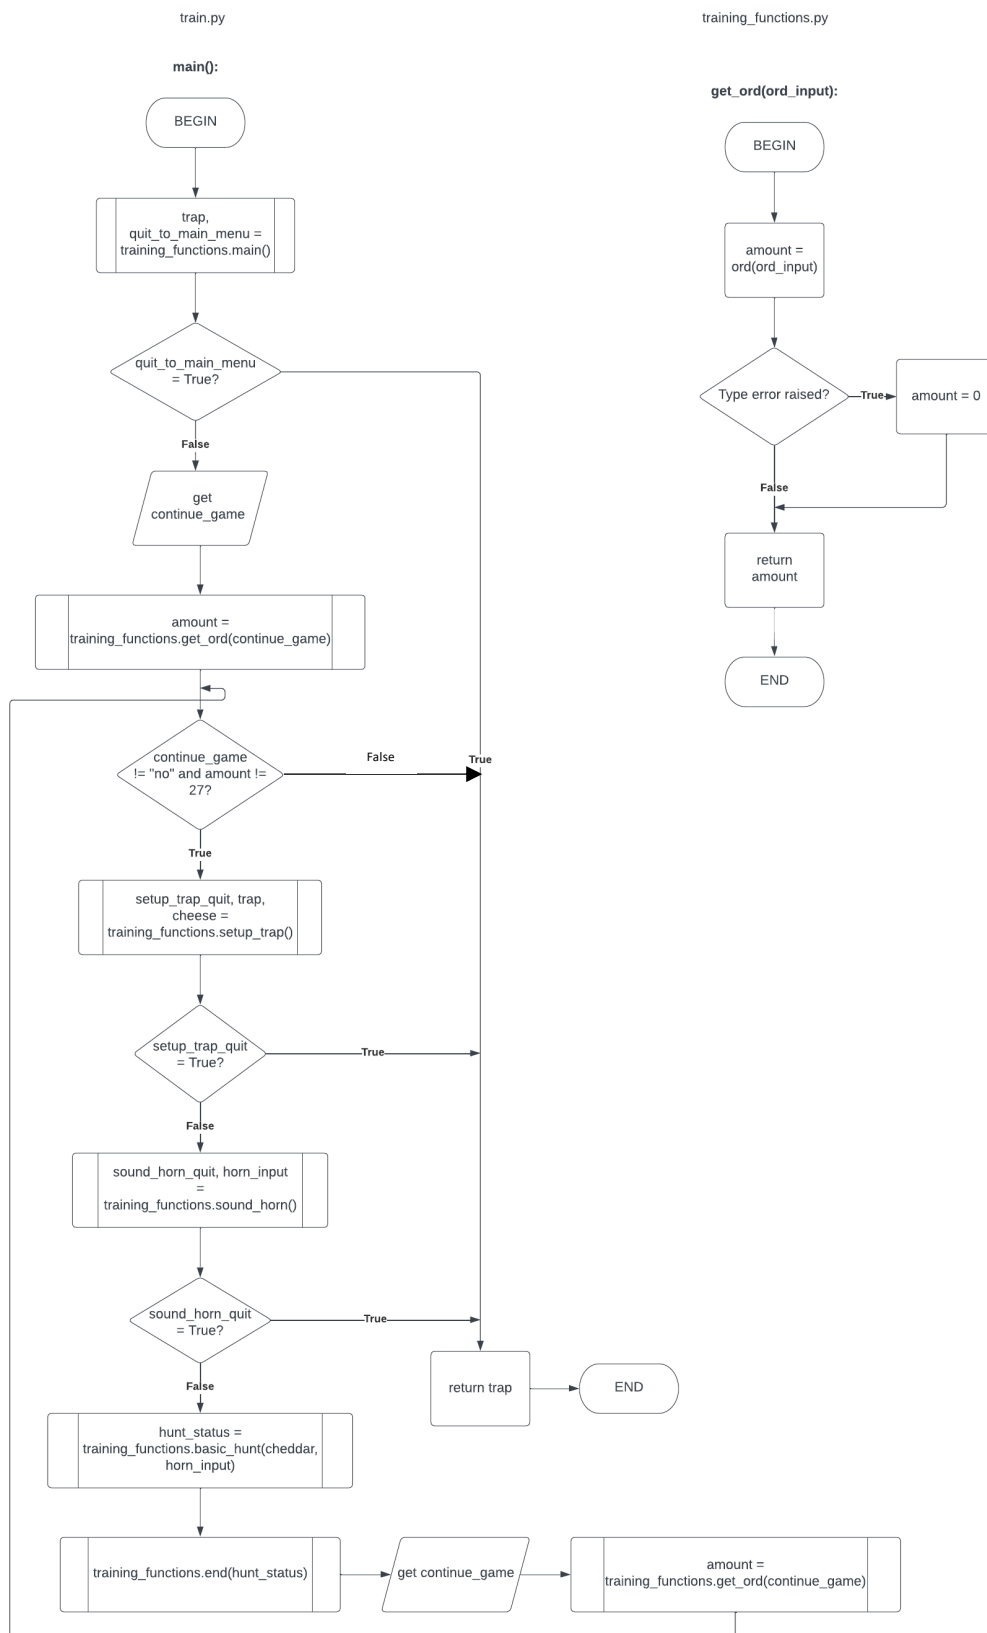 train.py
main():
BEGIN
trap,
quit_to_main_menu =
training_functions.main()
quit_to_main_menu
= True?
False
get
continue_game
amount =
training_functions.get_ord(continue_game)
continue_game
!= "no" and amount !=
27?
False
True
True
setup_trap_quit, trap,
cheese =
training_functions.setup_trap()
setup_trap_quit
= True?
True
False
sound_horn_quit, horn_input
=
training_functions.sound_horn()
sound_horn_quit
= True?
True
False
return trap
END
hunt_status =
training_functions.basic_hunt(cheddar,
horn_input)
training_functions.end(hunt_status)
get continue_game
amount =
training_functions.get_ord(continue_game)
training_functions.py
get_ord(ord_input):
BEGIN
amount =
ord(ord_input)
Type error raised?
True
amount = 0
False
return
amount
END